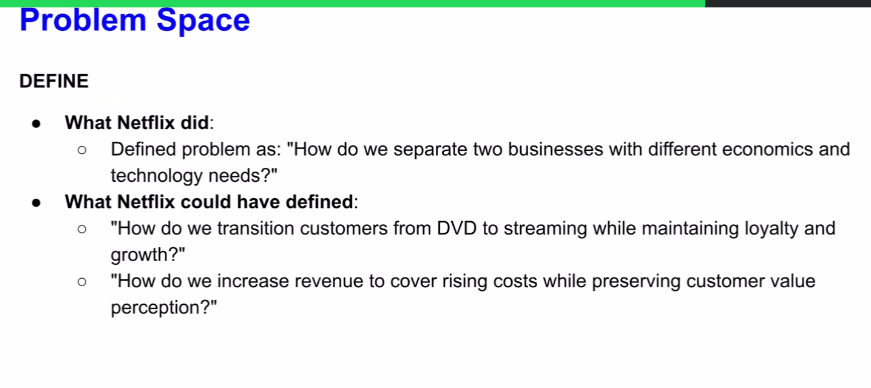 Problem Space
DEFINE
● What Netflix did:
○ Defined problem as: "How do we separate two businesses with different economics and
technology needs?"
● What Netflix could have defined:
○ "How do we transition customers from DVD to streaming while maintaining loyalty and
growth?"
○ "How do we increase revenue to cover rising costs while preserving customer value
perception?"